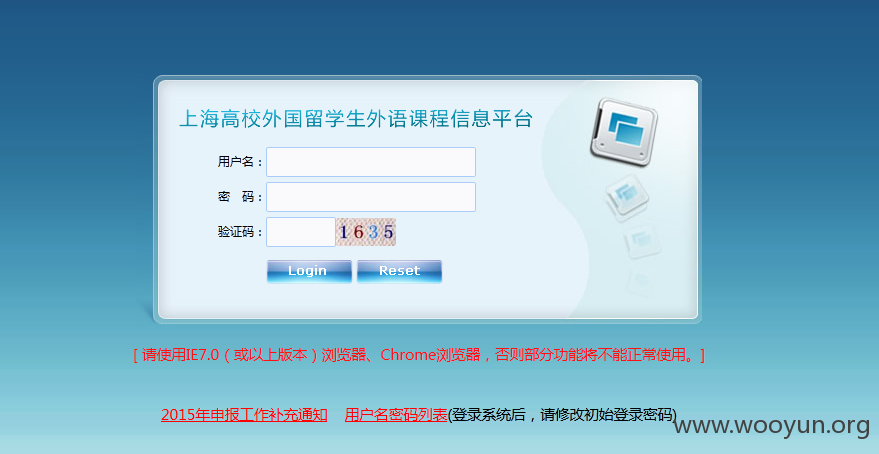 上海高校外国留学生外语课程信息平台
用户名：
密　码：
验证码： 1635
Login Reset
[ 请使用IE7.0（或以上版本）浏览器、Chrome浏览器，否则部分功能将不能正常使用。]
2015年申报工作补充通知 用户名密码列表(登录系统后，请修改初始登录密码)
www.wooyun.org